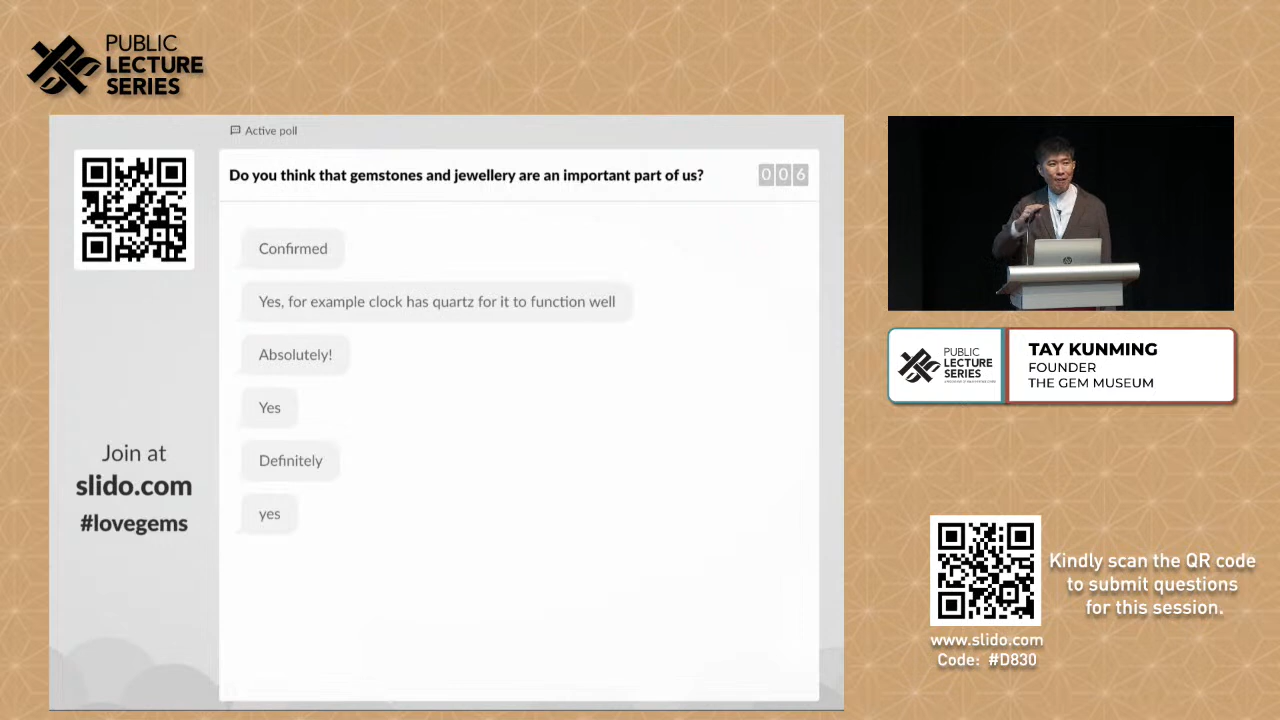 PUBLIC
LECTURE
SERIES
Active poll
Do you think that gemstones and jewellery are an important part of us?
006
Confirmed
Yes, for example clock has quartz for it to function well
Absolutely!
Yes
Definitely
yes
Join at
slido.com
#lovegems
PUBLIC
LECTURE
SERIES
TAY KUNMING
FOUNDER
THE GEM MUSEUM
Kindly scan the QR code
to submit questions
for this session.
www.slido.com
Code: #D830